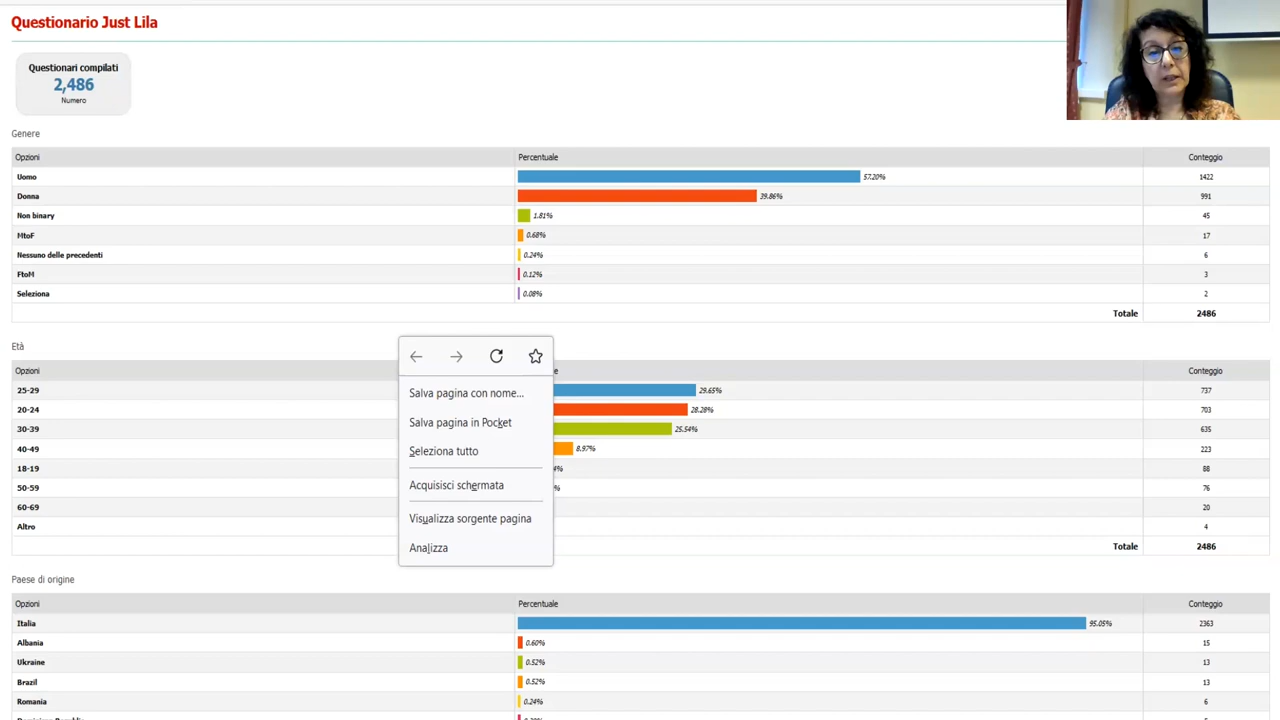 Questionario Just Lila
Questionari compilati
2,486
Numero
Genere
Opzioni Percentuale Conteggio
Uomo 57.20% 1422
Donna 39.86% 991
Non binary 1.81% 45
MtoF 0.68% 17
Nessuno delle precedenti 0.24% 6
FtoM 0.12% 3
Seleziona 0.08% 2
Totale 2486
Età
Opzioni Conteggio
25-29 29.65% 737
20-24 28.28% 703
30-39 25.54% 635
40-49 8.97% 223
18-19 88
50-59 76
60-69 20
Altro 4
Totale 2486
Salva pagina con nome...
Salva pagina in Pocket
Seleziona tutto
Acquisisci schermata
Visualizza sorgente pagina
Analizza
Paese di origine
Opzioni Percentuale Conteggio
Italia 95.05% 2363
Albania 0.60% 15
Ukraine 0.52% 13
Brazil 0.52% 13
Romania 0.24% 6